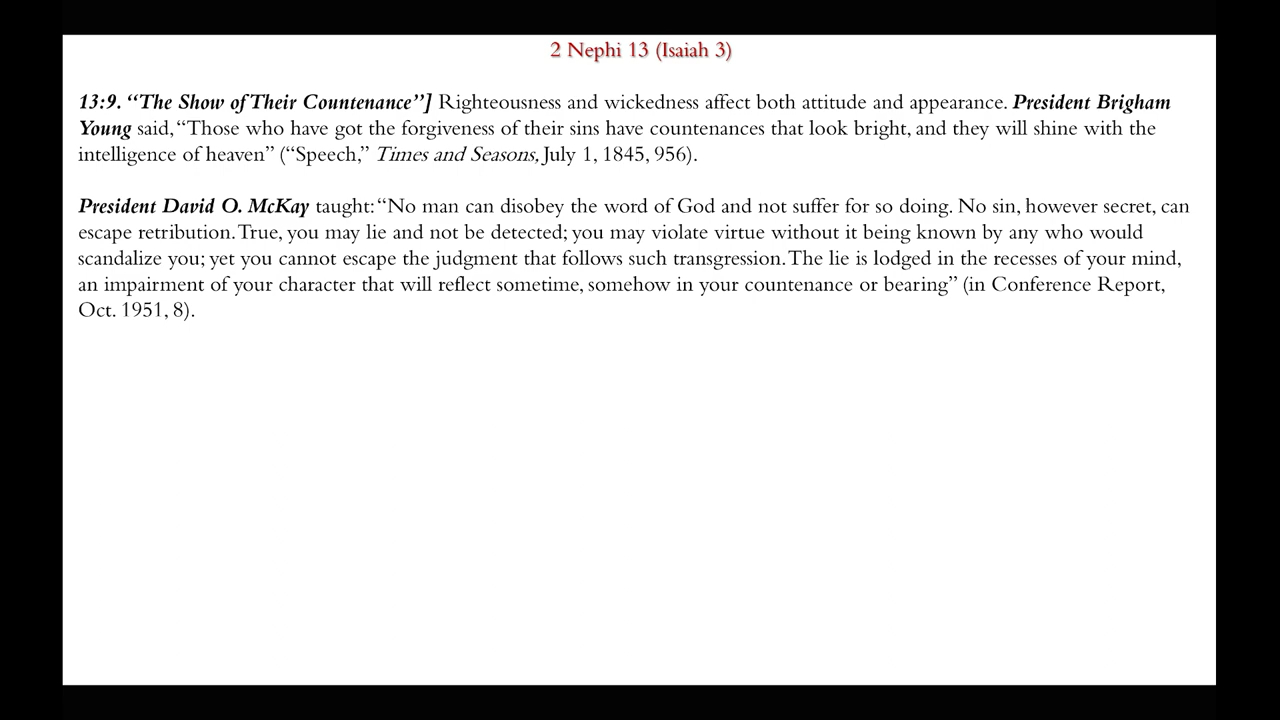 2 Nephi 13 (Isaiah 3)
13:9. “The Show of Their Countenance”] Righteousness and wickedness affect both attitude and appearance. President Brigham
Young said, “Those who have got the forgiveness of their sins have countenances that look bright, and they will shine with the
intelligence of heaven” (“Speech,” Times and Seasons, July 1, 1845, 956).
President David O. McKay taught: “No man can disobey the word of God and not suffer for so doing. No sin, however secret, can
escape retribution. True, you may lie and not be detected; you may violate virtue without it being known by any who would
scandalize you; yet you cannot escape the judgment that follows such transgression. The lie is lodged in the recesses of your mind,
an impairment of your character that will reflect sometime, somehow in your countenance or bearing” (in Conference Report,
Oct. 1951, 8).